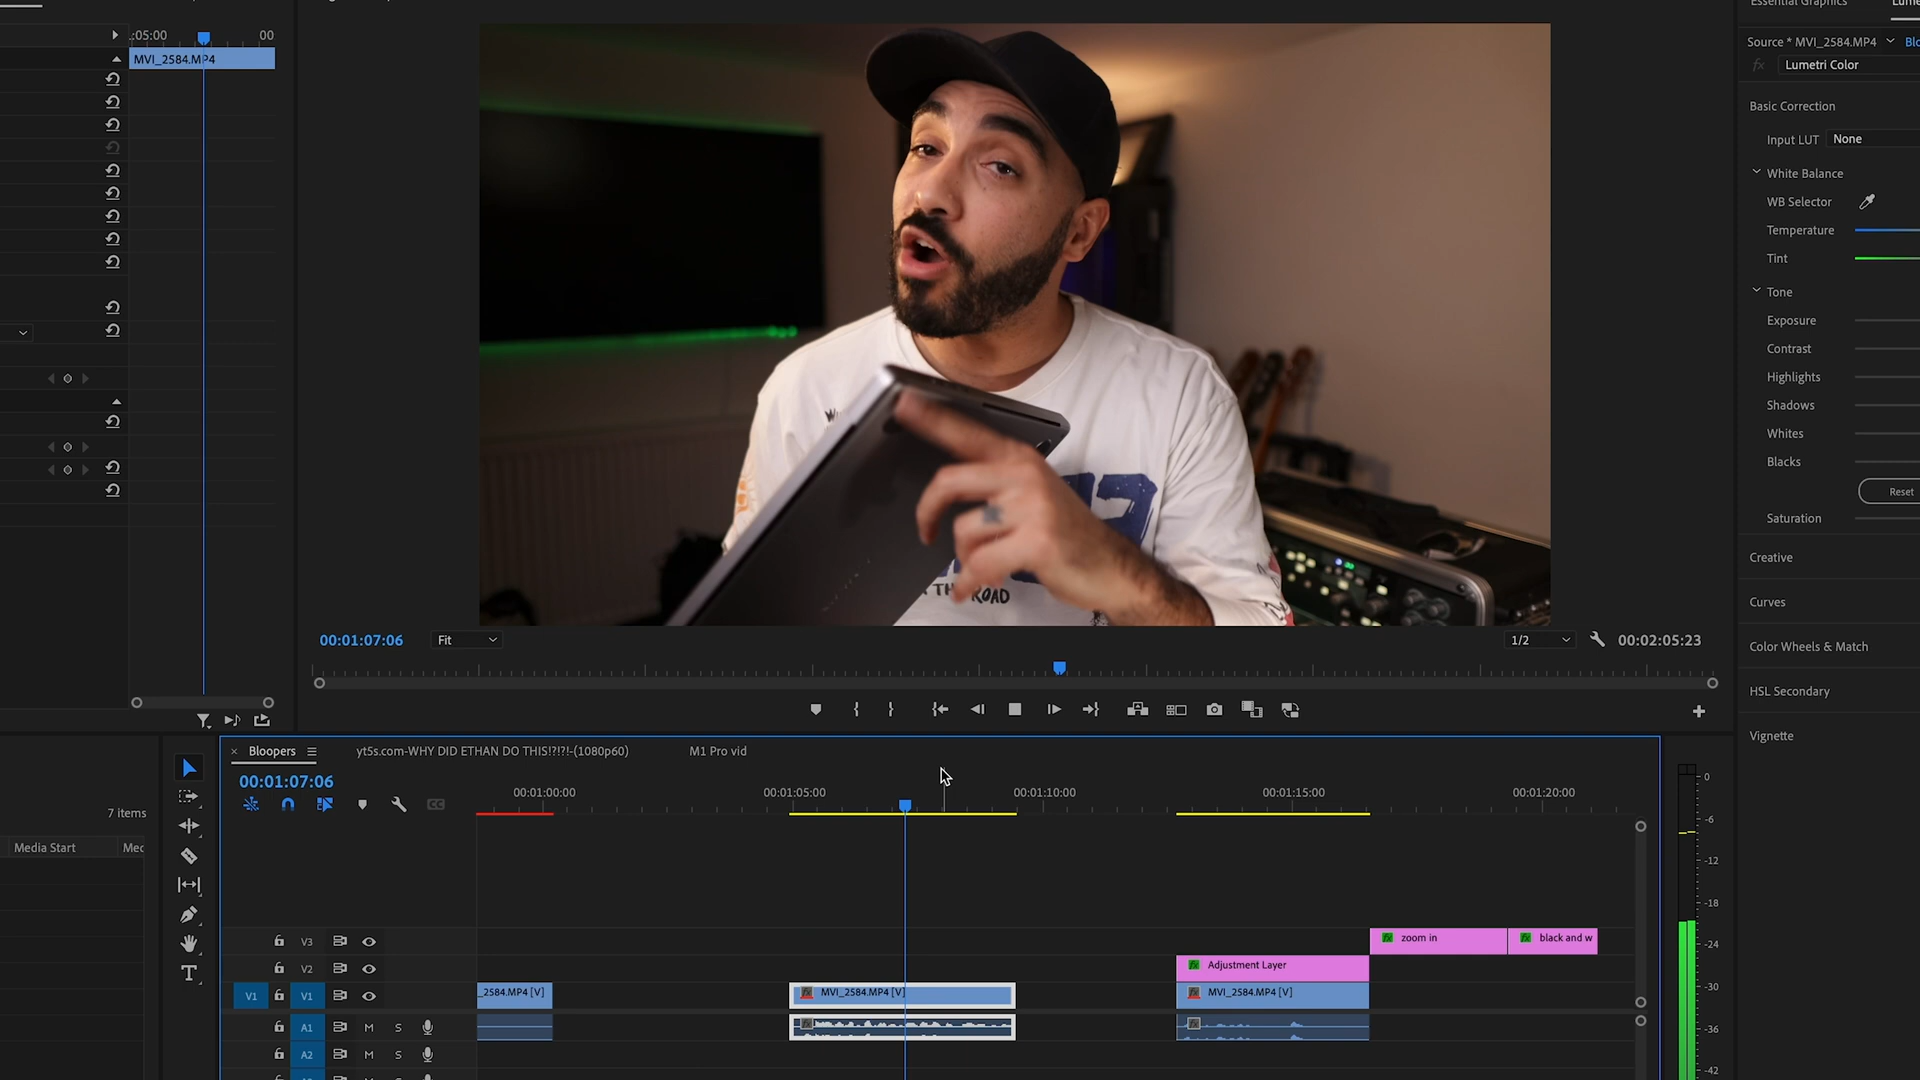 :05:00
00
MVI_2584.MP4
Essential Graphics
Lume
Source * MVI_2584.MP4
Blo
fx
Lumetri Color
Basic Correction
Input LUT
None
White Balance
WB Selector
Temperature
Tint
Tone
Exposure
Contrast
Highlights
Shadows
Whites
Blacks
Reset
Saturation
Creative
Curves
Color Wheels & Match
HSL Secondary
Vignette
ROAD
00:01:07:06
Fit
1/2
00:02:05:23
× Bloopers
yt5s.com-WHY DID ETHAN DO THIS!?!?!-(1080p60)
M1 Pro vid
00:01:07:06
00:01:00:00
00:01:05:00
00:01:10:00
00:01:15:00
00:01:20:00
7 items
Media Start
Mec
V3
zoom in
black and w
V2
Adjustment Layer
V1
V1
_2584.MP4 [V]
MVI_2584.MP4 [V]
MVI_2584.MP4 [V]
A1
M
S
A2
M
S
0
-6
-12
-18
-24
-30
-36
-42